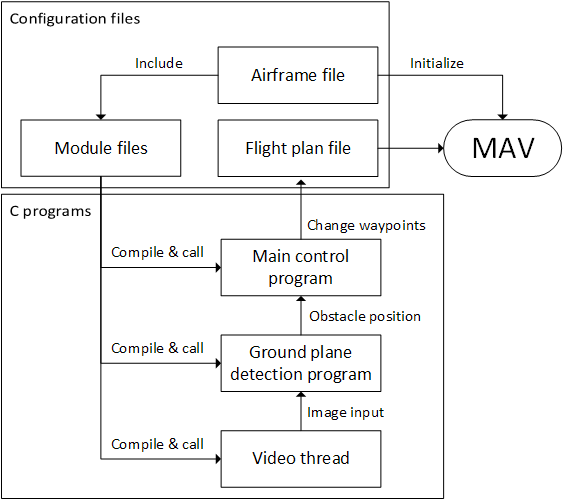 Configuration files
Include
Airframe file
Initialize
Module files
Flight plan file
MAV
C programs
Change waypoints
Compile & call
Main control
program
Obstacle position
Compile & call
Ground plane
detection program
Image input
Compile & call
Video thread